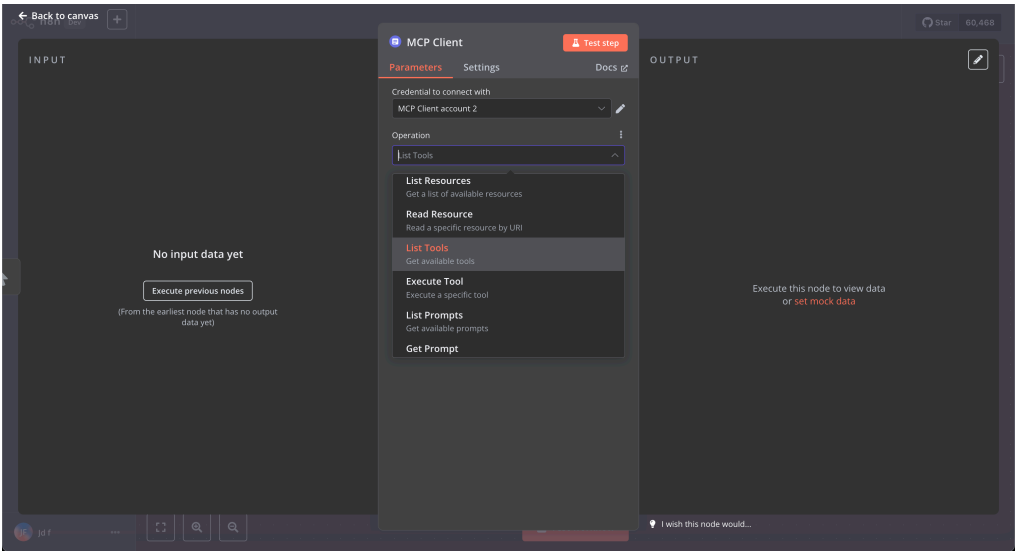 ← Back to canvas
n8n Dev
+
Star 60,468
INPUT
No input data yet
Execute previous nodes
(From the earliest node that has no output
data yet)
MCP Client
Test step
Parameters
Settings
Docs
Credential to connect with
MCP Client account 2
Operation
List Tools
List Resources
Get a list of available resources
Read Resource
Read a specific resource by URI
List Tools
Get available tools
Execute Tool
Execute a specific tool
List Prompts
Get available prompts
Get Prompt
OUTPUT
Execute this node to view data
or set mock data
I wish this node would...
Jd f